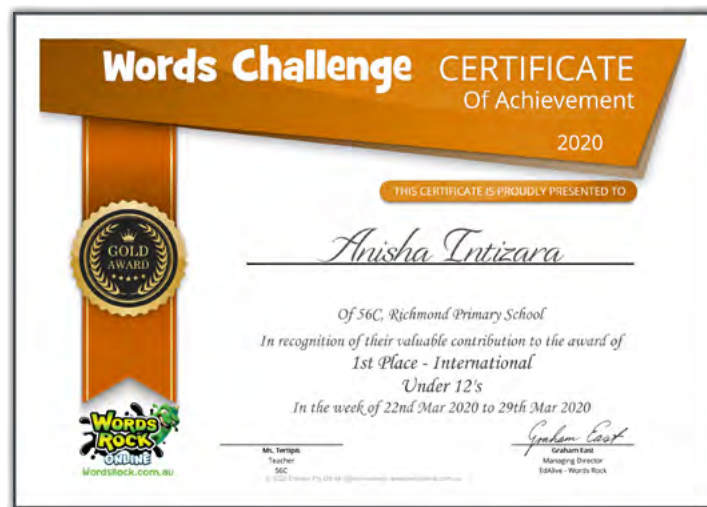 Words Challenge CERTIFICATE
Of Achievement
2020
THIS CERTIFICATE IS PROUDLY PRESENTED TO
Anisha Intizara
GOLD
AWARD
Of 56C, Richmond Primary School
In recognition of their valuable contribution to the award of
1st Place - International
Under 12's
In the week of 22nd Mar 2020 to 29th Mar 2020
WORDS
ROCK
ONLINE
WordsRock.com.au
Ms. Tertipis
Teacher
56C
Graham East
Graham East
Managing Director
EdAlive - Words Rock
© 2020